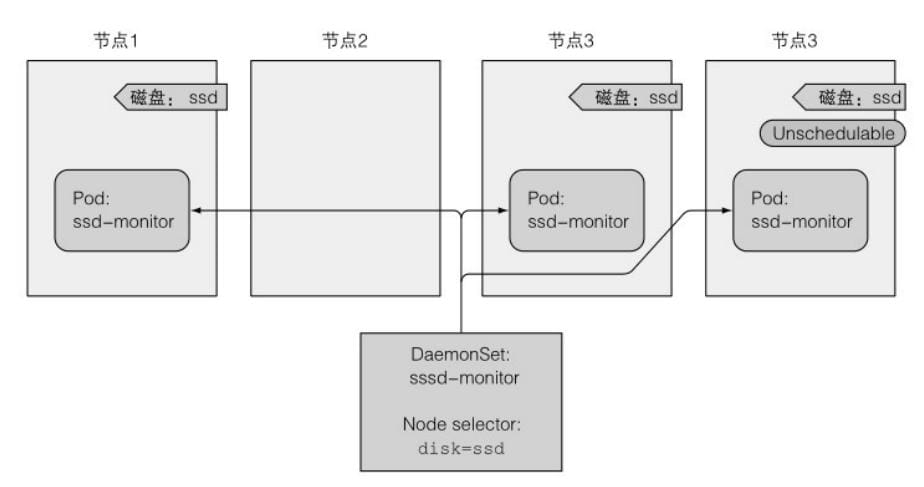 节点1
节点2
节点3
节点3
磁盘：ssd
磁盘：ssd
磁盘：ssd
Unschedulable
Pod:
ssd-monitor
Pod:
ssd-monitor
Pod:
ssd-monitor
DaemonSet:
sssd-monitor
Node selector:
disk=ssd